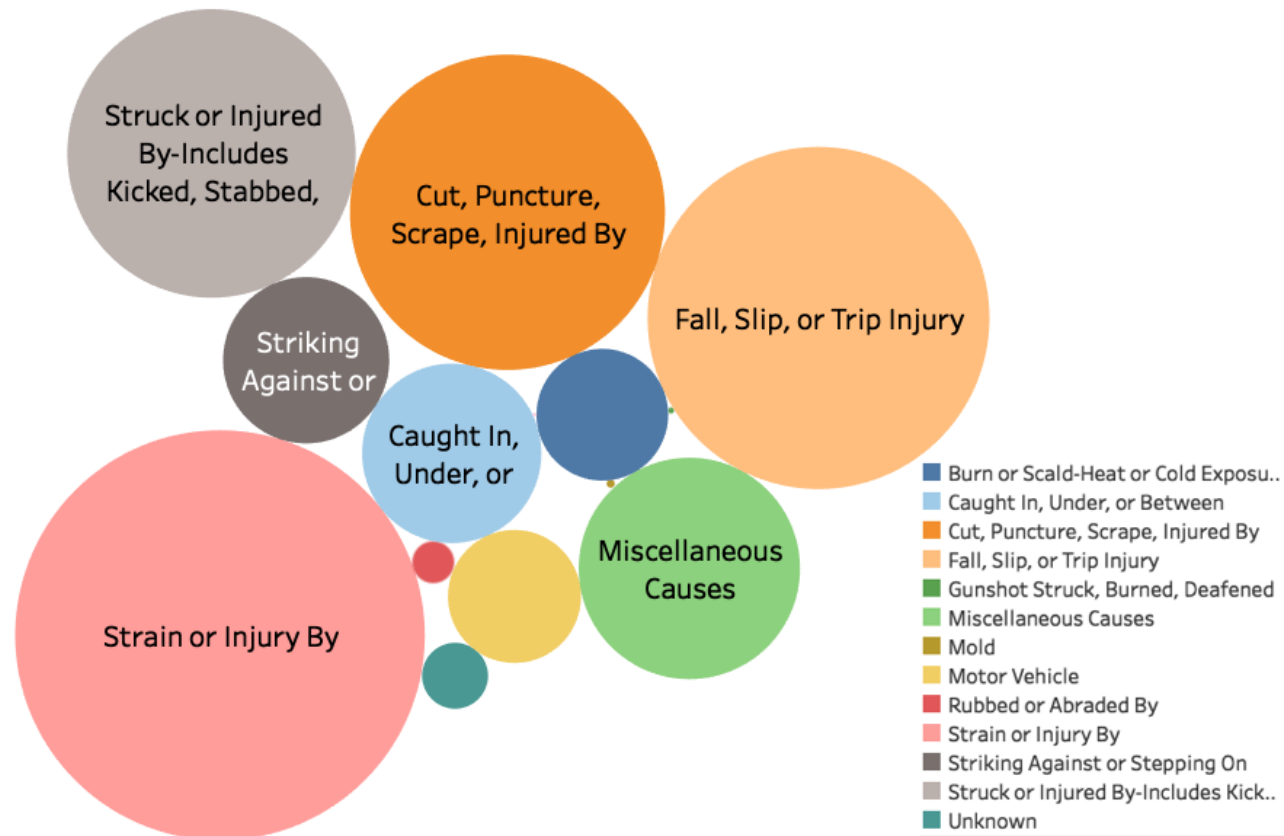 Struck or Injured
By-Includes
Kicked, Stabbed,
Cut, Puncture,
Scrape, Injured By
Fall, Slip, or Trip Injury
Striking
Against or
Caught In,
Under, or
Miscellaneous
Causes
Strain or Injury By
Burn or Scald-Heat or Cold Exposu..
Caught In, Under, or Between
Cut, Puncture, Scrape, Injured By
Fall, Slip, or Trip Injury
Gunshot Struck, Burned, Deafened
Miscellaneous Causes
Mold
Motor Vehicle
Rubbed or Abraded By
Strain or Injury By
Striking Against or Stepping On
Struck or Injured By-Includes Kick..
Unknown